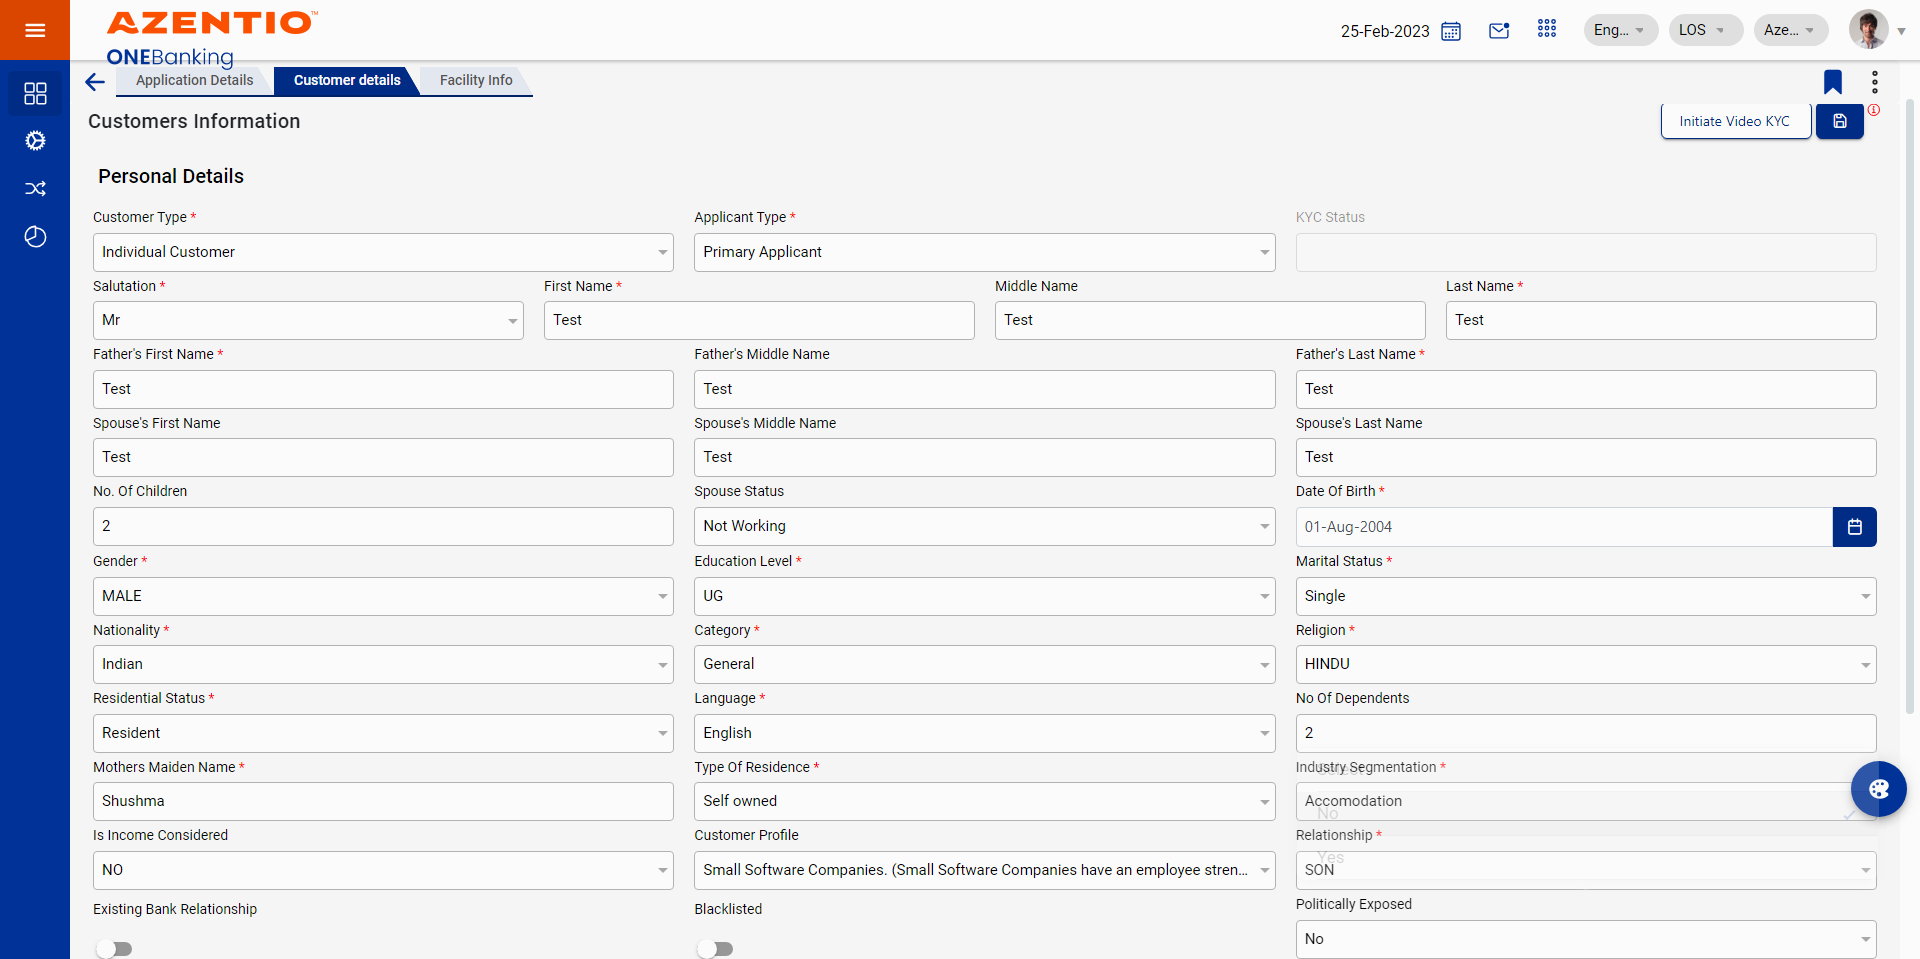 AZENTIO™
ONEBanking
25-Feb-2023
Eng...
LOS
Aze...
Application Details
Customer details
Facility Info
Customers Information
Initiate Video KYC
Personal Details
Customer Type *
Applicant Type *
KYC Status
Individual Customer
Primary Applicant
Salutation *
First Name *
Middle Name
Last Name *
Mr
Test
Test
Test
Father's First Name *
Father's Middle Name
Father's Last Name *
Test
Test
Test
Spouse's First Name
Spouse's Middle Name
Spouse's Last Name
Test
Test
Test
No. Of Children
Spouse Status
Date Of Birth *
2
Not Working
01-Aug-2004
Gender *
Education Level *
Marital Status *
MALE
UG
Single
Nationality *
Category *
Religion *
Indian
General
HINDU
Residential Status *
Language *
No Of Dependents
Resident
English
2
Mothers Maiden Name *
Type Of Residence *
Industry Segmentation *
Select
Shushma
Self owned
Accomodation
No
Is Income Considered
Customer Profile
Relationship *
Yes
NO
Small Software Companies. (Small Software Companies have an employee stren...
SON
Existing Bank Relationship
Blacklisted
Politically Exposed
No